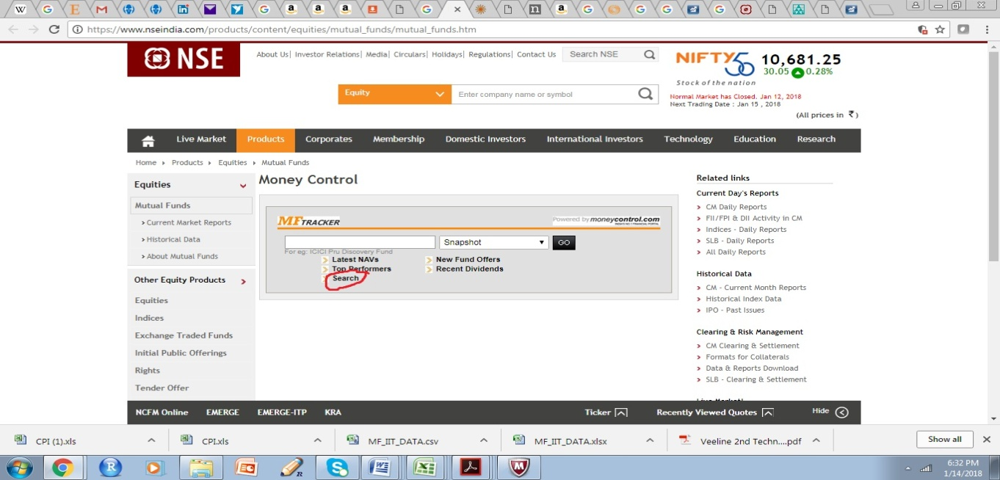 https://www.nseindia.com/products/content/equities/mutual_funds/mutual_funds.htm
NSE
About Us| Investor Relations| Media| Circulars| Holidays| Regulations| Contact Us
Search NSE
NIFTY50
Stock of the nation
10,681.25
30.05 0.28%
Equity
Enter company name or symbol
Normal Market has Closed. Jan 12, 2018
Next Trading Date : Jan 15 , 2018
(All prices in ₹)
Live Market Products Corporates Membership Domestic Investors International Investors Technology Education Research
Home Products Equities Mutual Funds
Equities
Mutual Funds
Current Market Reports
Historical Data
About Mutual Funds
Other Equity Products
Equities
Indices
Exchange Traded Funds
Initial Public Offerings
Rights
Tender Offer
Money Control
MFTRACKER
Powered by moneycontrol.com
Snapshot
GO
For eg: ICICI Pru Discovery Fund
Latest NAVs
New Fund Offers
Top Performers
Recent Dividends
Search
Related links
Current Day's Reports
CM Daily Reports
FII/FPI & DII Activity in CM
Indices - Daily Reports
SLB - Daily Reports
All Daily Reports
Historical Data
CM - Current Month Reports
Historical Index Data
IPO - Past Issues
Clearing & Risk Management
CM Clearing & Settlement
Formats for Collaterals
Data & Reports Download
SLB - Clearing & Settlement
NCFM Online EMERGE EMERGE-ITP KRA
Ticker
Recently Viewed Quotes
Hide
CPI (1).xls
CPI.xls
MF_IIT_DATA.csv
MF_IIT_DATA.xlsx
Veeline 2nd Techn....pdf
Show all
6:32 PM
1/14/2018